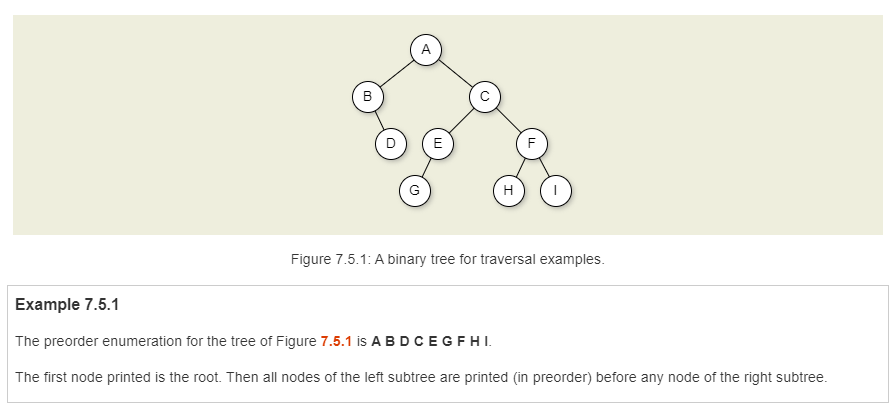 A
B C
D E F
G H I
Figure 7.5.1: A binary tree for traversal examples.
Example 7.5.1
The preorder enumeration for the tree of Figure 7.5.1 is A B D C E G F H I.
The first node printed is the root. Then all nodes of the left subtree are printed (in preorder) before any node of the right subtree.